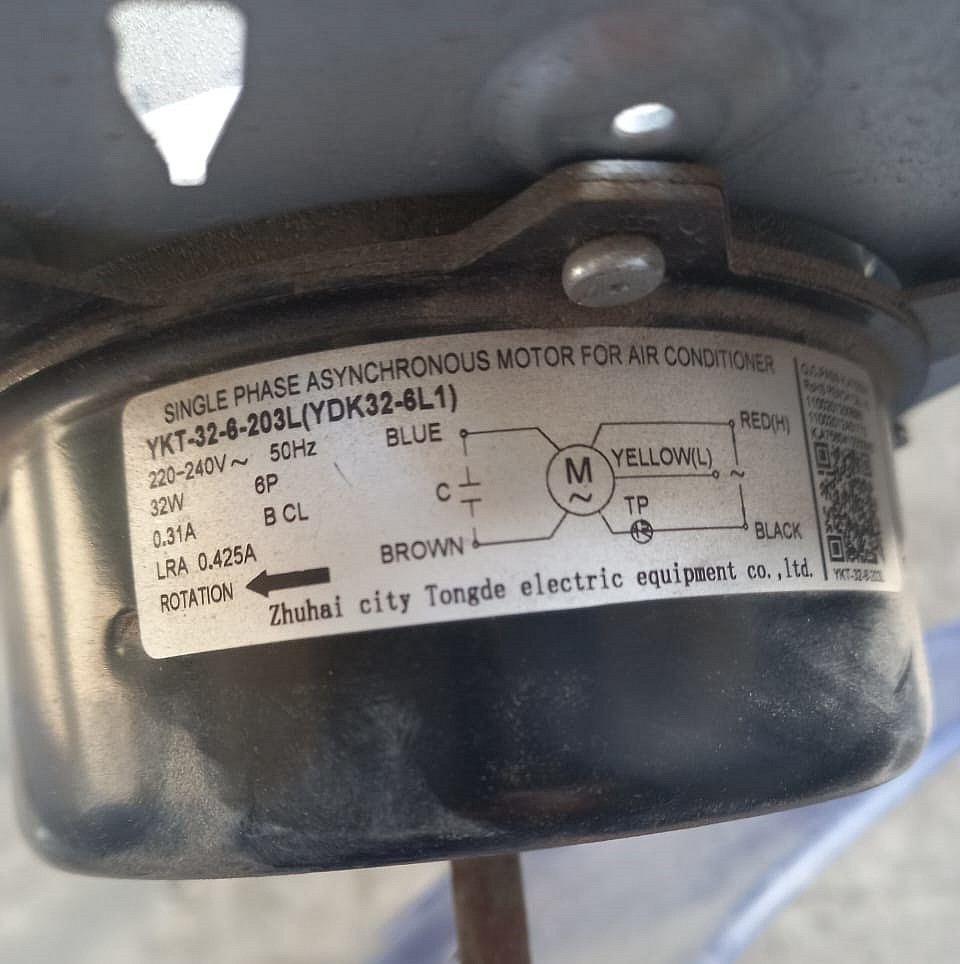 SINGLE PHASE ASYNCHRONOUS MOTOR FOR AIR CONDITIONER
YKT-32-6-203L(YDK32-6L1)
220-240V~ 50Hz
32W 6P
0.31A B CL
LRA 0.425A
ROTATION
BLUE
C
BROWN
M
~
RED(H)
YELLOW(L)
~
TP
BLACK
Zhuhai city Tongde electric equipment co.,ltd.
YKT-32-6-203L